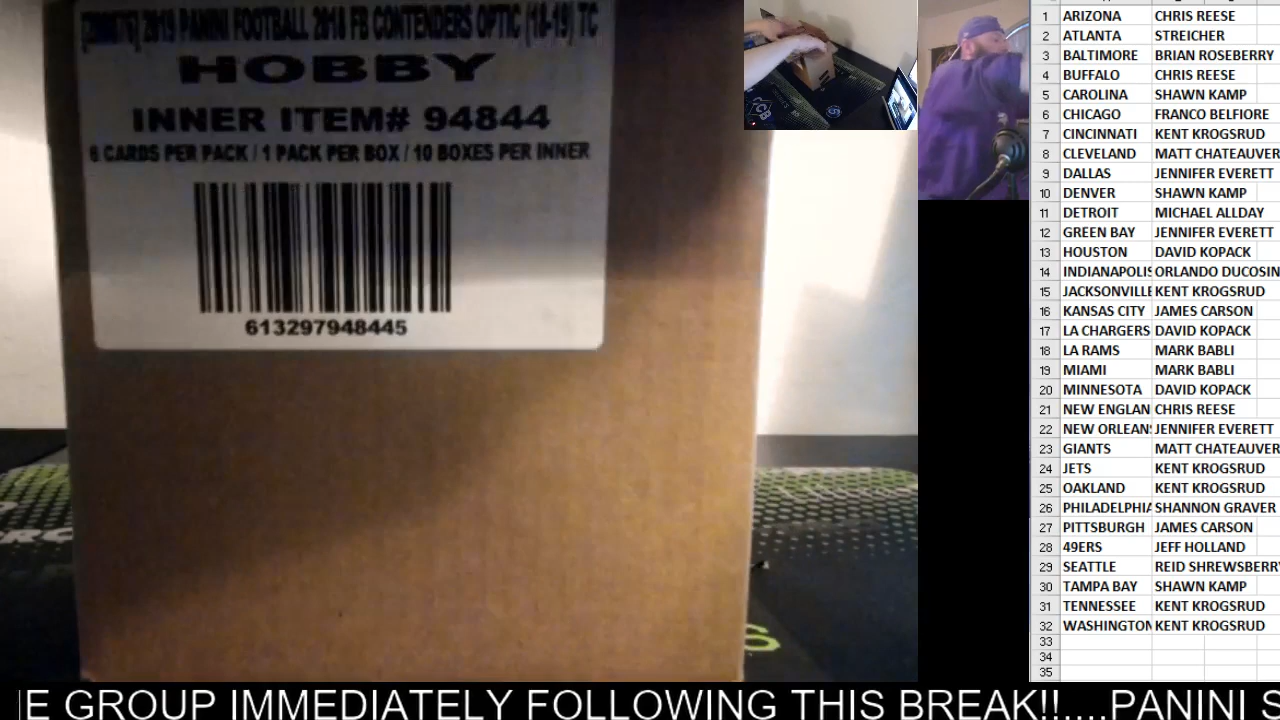 2019 PANINI FOOTBALL 2018 FB CONTENDERS OPTIC (18-19) TC
HOBBY
INNER ITEM# 94844
6 CARDS PER PACK / 1 PACK PER BOX / 10 BOXES PER INNER
613297948445
1 ARIZONA CHRIS REESE
2 ATLANTA STREICHER
3 BALTIMORE BRIAN ROSEBERRY
4 BUFFALO CHRIS REESE
5 CAROLINA SHAWN KAMP
6 CHICAGO FRANCO BELFIORE
7 CINCINNATI KENT KROGSRUD
8 CLEVELAND MATT CHATEAUVER
9 DALLAS JENNIFER EVERETT
10 DENVER SHAWN KAMP
11 DETROIT MICHAEL ALLDAY
12 GREEN BAY JENNIFER EVERETT
13 HOUSTON DAVID KOPACK
14 INDIANAPOLIS ORLANDO DUCOSIN
15 JACKSONVILLE KENT KROGSRUD
16 KANSAS CITY JAMES CARSON
17 LA CHARGERS DAVID KOPACK
18 LA RAMS MARK BABLI
19 MIAMI MARK BABLI
20 MINNESOTA DAVID KOPACK
21 NEW ENGLAN CHRIS REESE
22 NEW ORLEANS JENNIFER EVERETT
23 GIANTS MATT CHATEAUVER
24 JETS KENT KROGSRUD
25 OAKLAND KENT KROGSRUD
26 PHILADELPHIA SHANNON GRAVER
27 PITTSBURGH JAMES CARSON
28 49ERS JEFF HOLLAND
29 SEATTLE REID SHREWSBERRY
30 TAMPA BAY SHAWN KAMP
31 TENNESSEE KENT KROGSRUD
32 WASHINGTON KENT KROGSRUD
33
34
35
E GROUP IMMEDIATELY FOLLOWING THIS BREAK!!....PANINI S